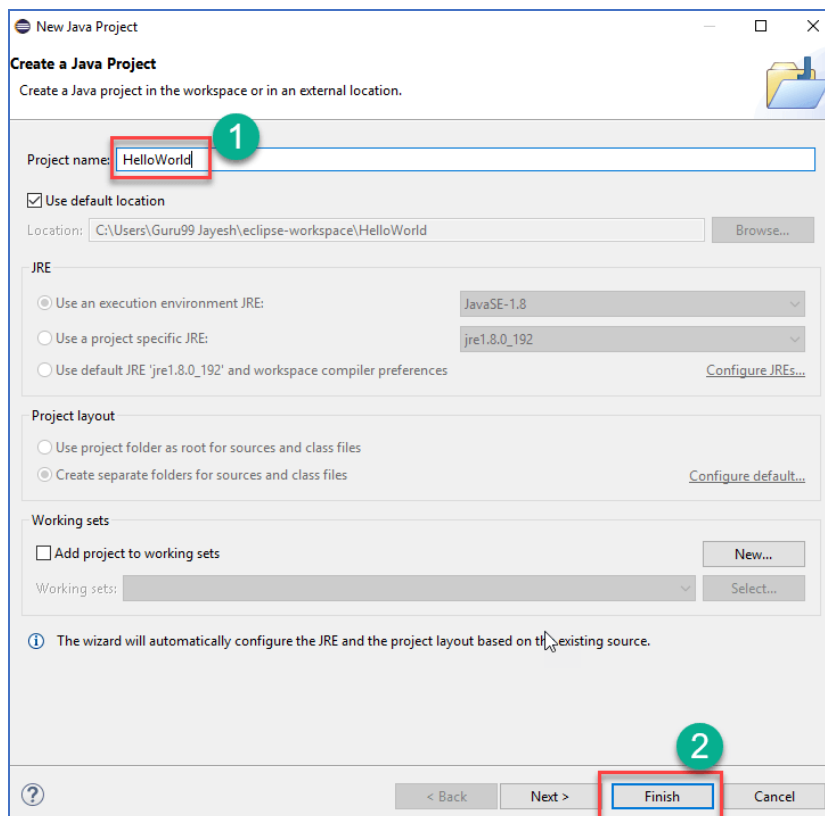 New Java Project
Create a Java Project
Create a Java project in the workspace or in an external location.
1
Project name: HelloWorld
Use default location
Location: C:\Users\Guru99 Jayesh\eclipse-workspace\HelloWorld Browse...
JRE
Use an execution environment JRE: JavaSE-1.8
Use a project specific JRE: jre1.8.0_192
Use default JRE 'jre1.8.0_192' and workspace compiler preferences Configure JREs...
Project layout
Use project folder as root for sources and class files
Create separate folders for sources and class files Configure default...
Working sets
Add project to working sets New...
Working sets: Select...
The wizard will automatically configure the JRE and the project layout based on the existing source.
2
? < Back Next > Finish Cancel